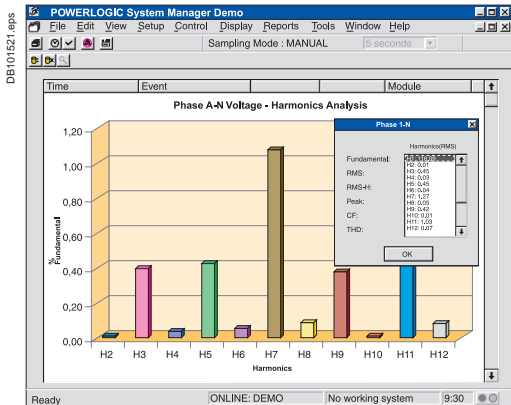 DB101521.eps
POWERLOGIC System Manager Demo
File Edit View Setup Control Display Reports Tools Window Help
Sampling Mode : MANUAL
5 seconds
Time Event Module
Phase A-N Voltage - Harmonics Analysis
Phase 1-N
Harmonics(RMS)
Fundamental:
RMS:
RMS-H:
Peak:
CF:
THD:
H2: 0.01
H3: 0.45
H4: 0.03
H5: 0.45
H6: 0.04
H7: 1.27
H8: 0.05
H9: 0.42
H10: 0.01
H11: 1.03
H12: 0.07
OK
% Fundamental
1,20
1,00
0,80
0,60
0,40
0,20
0,00
H2 H3 H4 H5 H6 H7 H8 H9 H10 H11 H12
Harmonics
Ready
ONLINE: DEMO
No working system
9:30